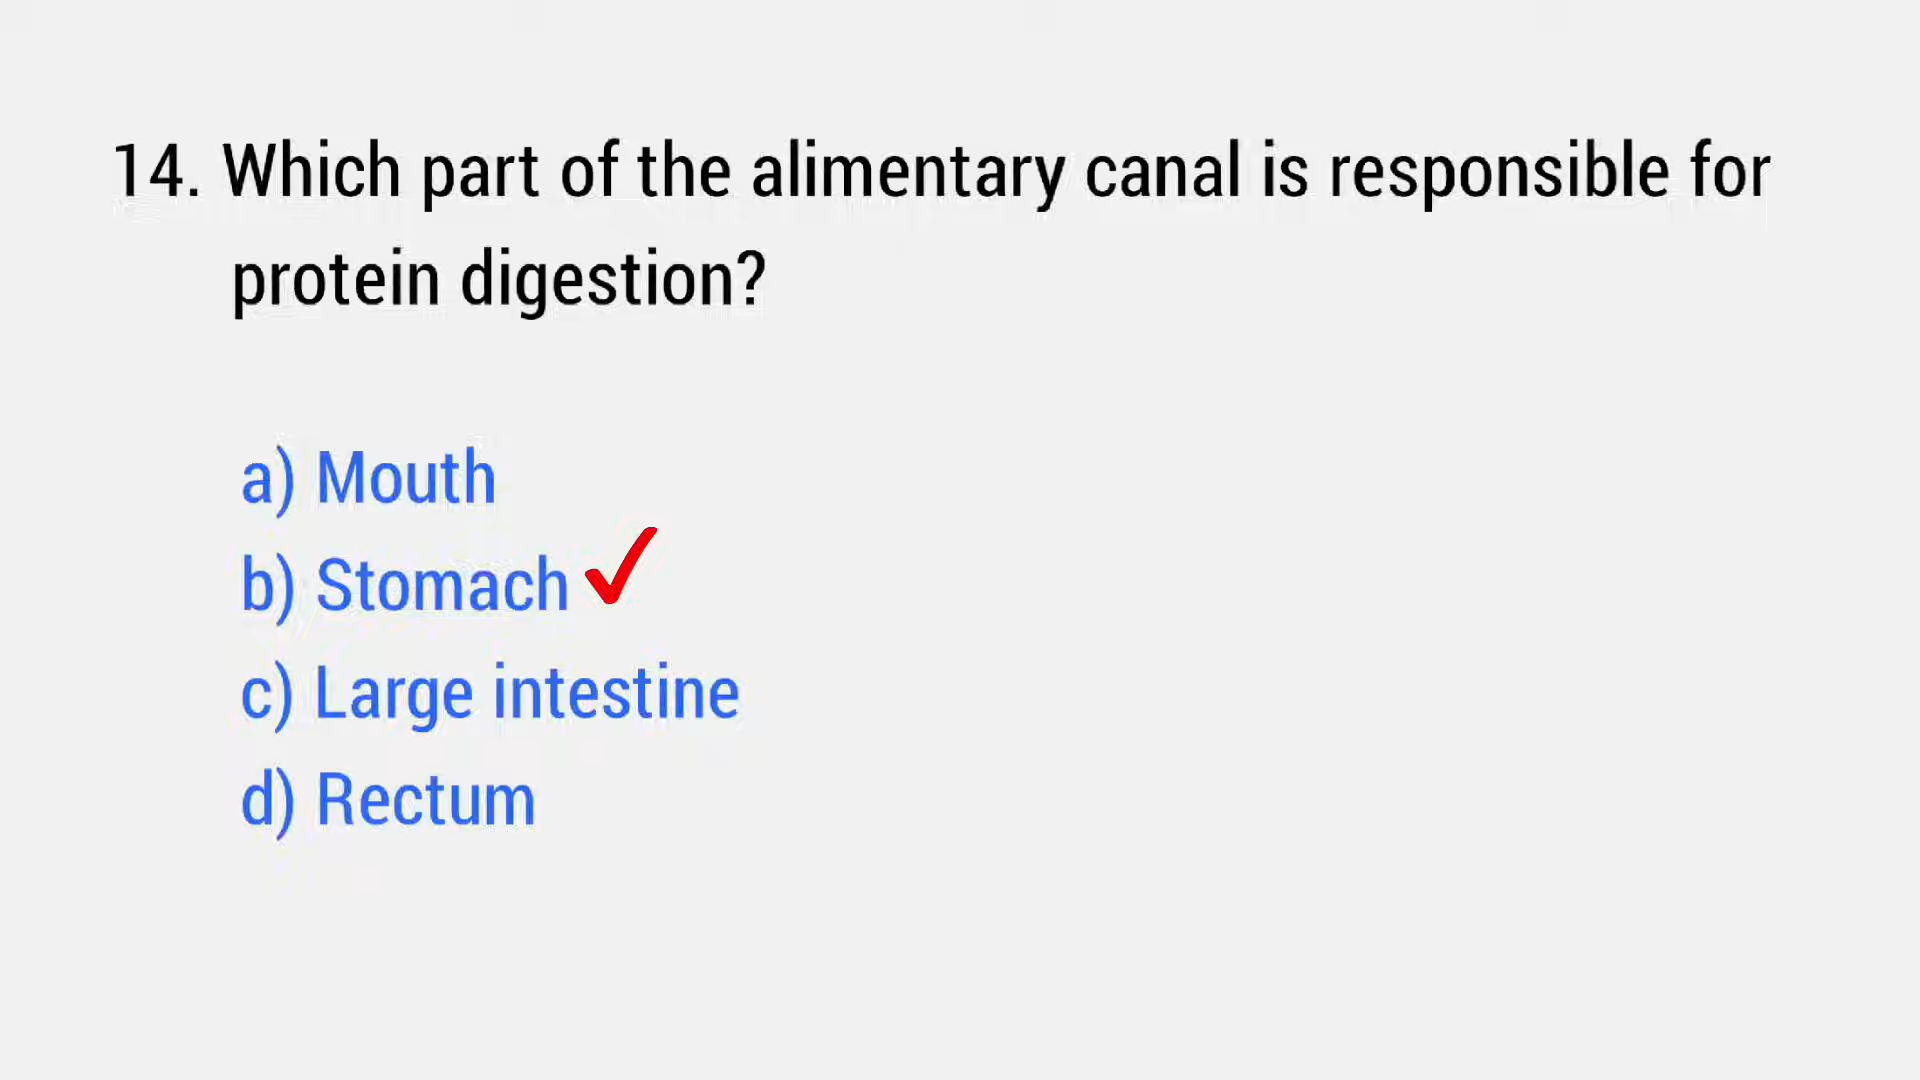 14. Which part of the alimentary canal is responsible for
protein digestion?
a) Mouth
b) Stomach
c) Large intestine
d) Rectum